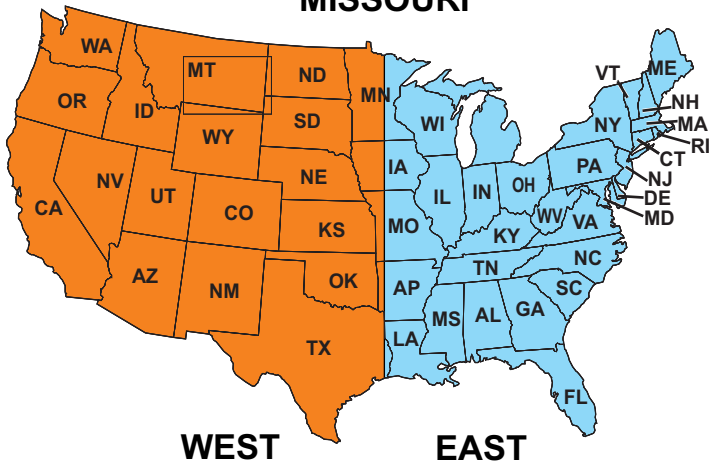 MISSOURI
WA
MT
ND
MN
VT
ME
OR
ID
SD
WI
NY
NH
MA
RI
WY
NE
IA
PA
CT
NJ
NV
UT
CO
IL
IN
OH
DE
CA
KS
MO
WV
VA
MD
KY
AZ
NM
OK
AP
TN
NC
SC
TX
LA
MS
AL
GA
FL
WEST
EAST